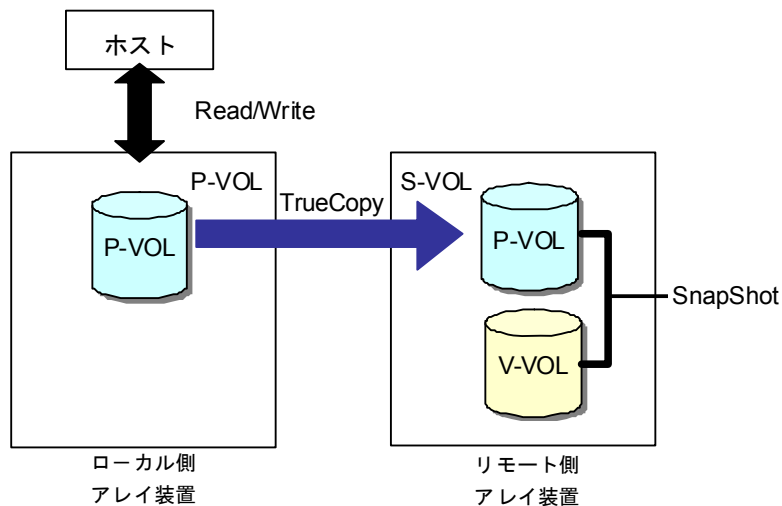 ホスト
Read/Write
P-VOL
S-VOL
TrueCopy
P-VOL
P-VOL
SnapShot
V-VOL
ローカル側
アレイ装置
リモート側
アレイ装置